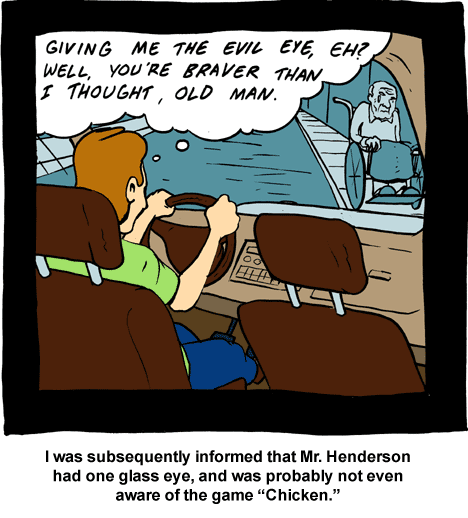 GIVING ME THE EVIL EYE, EH?
WELL, YOU'RE BRAVER THAN
I THOUGHT, OLD MAN.
I was subsequently informed that Mr. Henderson
had one glass eye, and was probably not even
aware of the game “Chicken.”